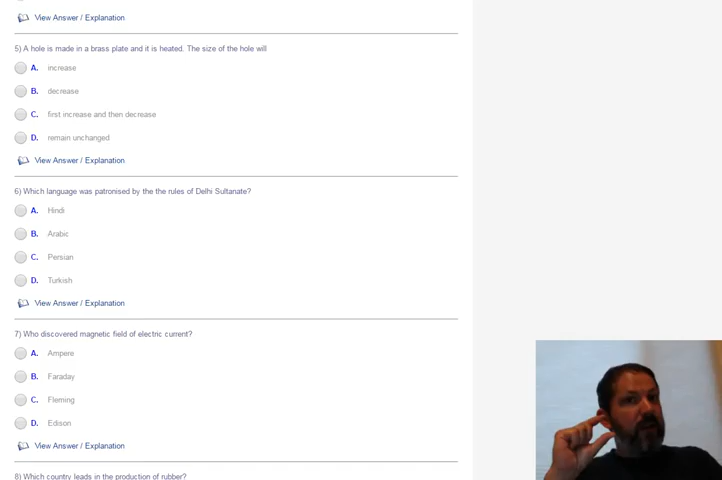 View Answer / Explanation
5) A hole is made in a brass plate and it is heated. The size of the hole will
A. increase
B. decrease
C. first increase and then decrease
D. remain unchanged
View Answer / Explanation
6) Which language was patronised by the the rules of Delhi Sultanate?
A. Hindi
B. Arabic
C. Persian
D. Turkish
View Answer / Explanation
7) Who discovered magnetic field of electric current?
A. Ampere
B. Faraday
C. Fleming
D. Edison
View Answer / Explanation
8) Which country leads in the production of rubber?